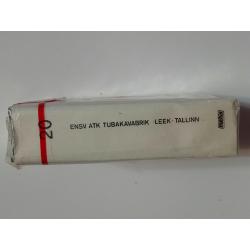 20
ENSV ATK TUBAKAVABRIK · LEEK · TALLINN